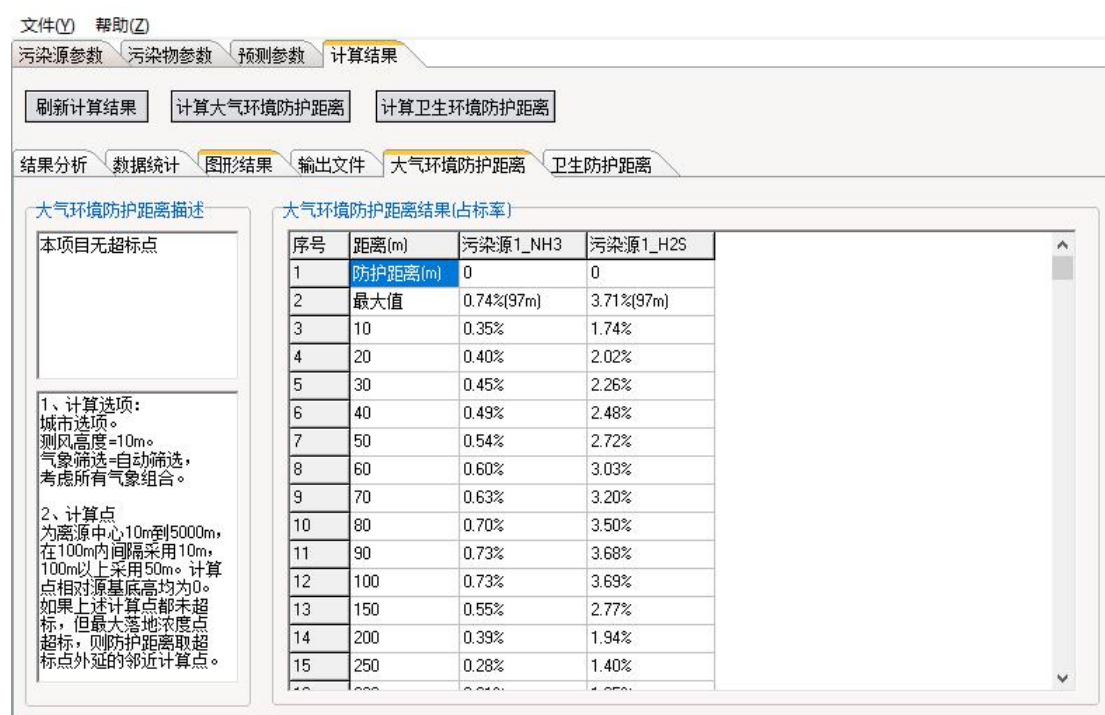 文件(Y) 帮助(Z)
污染源参数 污染物参数 预测参数 计算结果
刷新计算结果 计算大气环境防护距离 计算卫生环境防护距离
结果分析 数据统计 图形结果 输出文件 大气环境防护距离 卫生防护距离
大气环境防护距离描述
本项目无超标点
1、计算选项:
城市选项。
测风高度=10m。
气象筛选=自动筛选,
考虑所有气象组合。
2、计算点
为离源中心10m到5000m,
在100m内间隔采用10m,
100m以上采用50m。计算
点相对源基底高均为0。
如果上述计算点都未超
标,但最大落地浓度点
超标,则防护距离取超
标点外延的邻近计算点。
大气环境防护距离结果(占标率)
序号 距离(m) 污染源1_NH3 污染源1_H2S
1 防护距离(m) 0 0
2 最大值 0.74%(97m) 3.71%(97m)
3 10 0.35% 1.74%
4 20 0.40% 2.02%
5 30 0.45% 2.26%
6 40 0.49% 2.48%
7 50 0.54% 2.72%
8 60 0.60% 3.03%
9 70 0.63% 3.20%
10 80 0.70% 3.50%
11 90 0.73% 3.68%
12 100 0.73% 3.69%
13 150 0.55% 2.77%
14 200 0.39% 1.94%
15 250 0.28% 1.40%